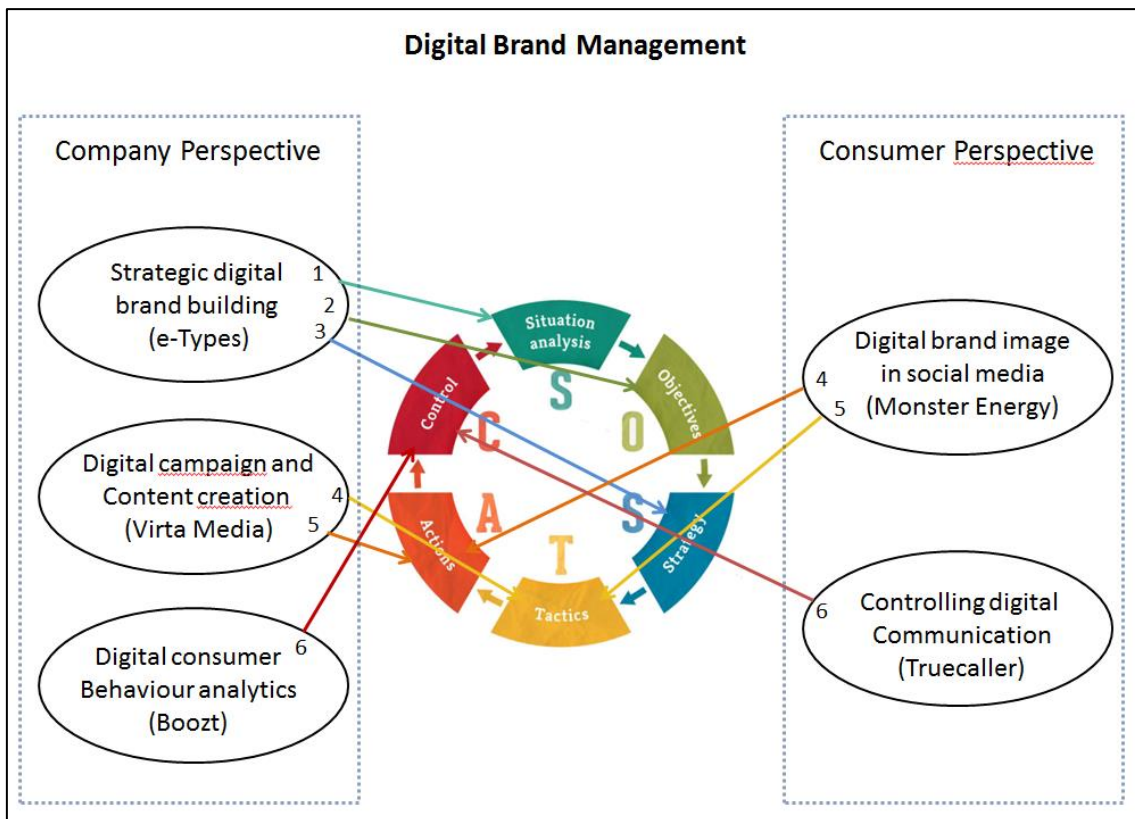 Digital Brand Management
Company Perspective
Strategic digital
brand building
(e-Types)
1
2
3
Digital campaign and
Content creation
(Virta Media)
4
5
Digital consumer
Behaviour analytics
(Boozt)
6
Situation
analysis
Objectives
Strategy
Tactics
Actions
Control
S
O
S
T
A
C
Consumer Perspective
Digital brand image
in social media
(Monster Energy)
4
5
Controlling digital
Communication
(Truecaller)
6